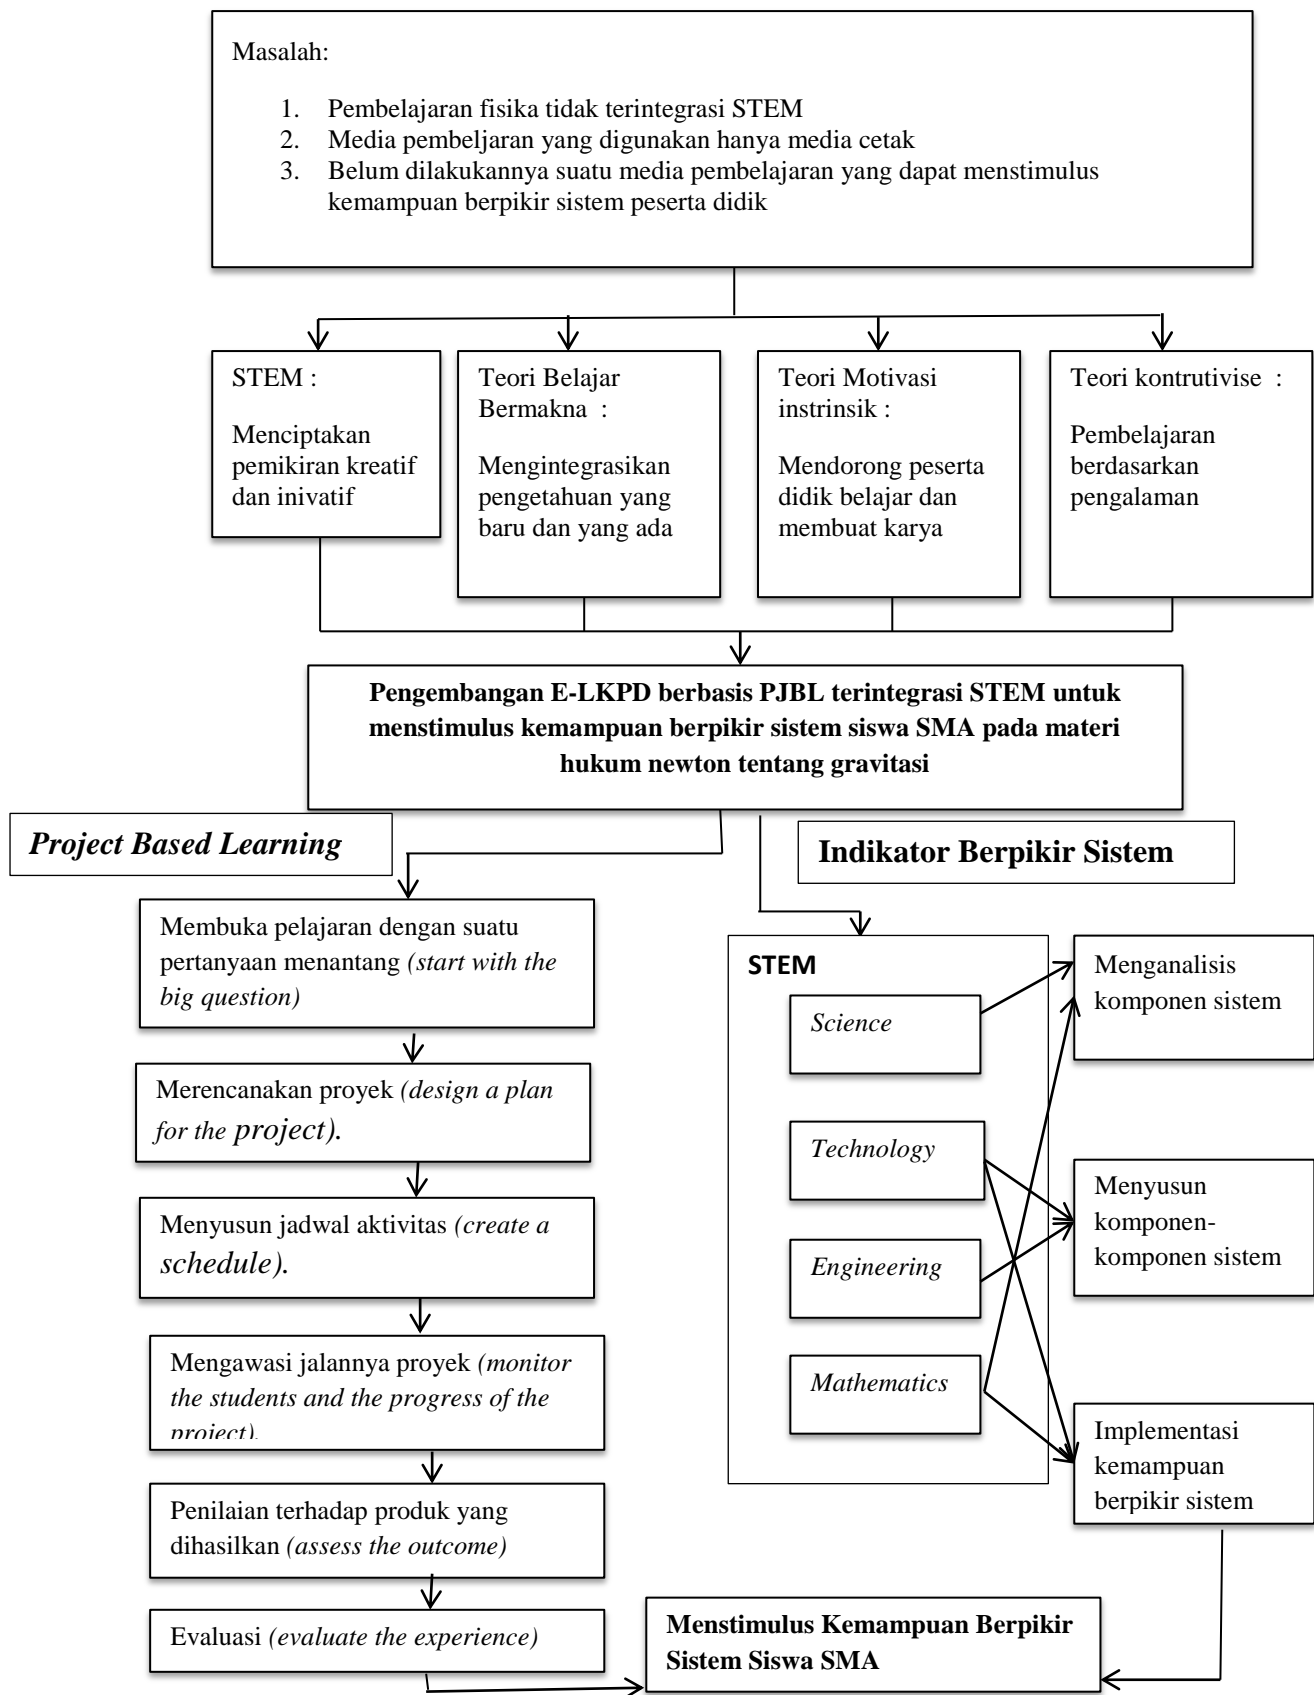 Masalah:
1. Pembelajaran fisika tidak terintegrasi STEM
2. Media pembeljaran yang digunakan hanya media cetak
3. Belum dilakukannya suatu media pembelajaran yang dapat menstimulus
kemampuan berpikir sistem peserta didik
STEM :
Menciptakan
pemikiran kreatif
dan inivatif
Teori Belajar
Bermakna :
Mengintegrasikan
pengetahuan yang
baru dan yang ada
Teori Motivasi
instrinsik :
Mendorong peserta
didik belajar dan
membuat karya
Teori kontrutivise :
Pembelajaran
berdasarkan
pengalaman
Pengembangan E-LKPD berbasis PJBL terintegrasi STEM untuk
menstimulus kemampuan berpikir sistem siswa SMA pada materi
hukum newton tentang gravitasi
Project Based Learning
Membuka pelajaran dengan suatu
pertanyaan menantang (start with the
big question)
Merencanakan proyek (design a plan
for the project).
Menyusun jadwal aktivitas (create a
schedule).
Mengawasi jalannya proyek (monitor
the students and the progress of the
project).
Penilaian terhadap produk yang
dihasilkan (assess the outcome)
Evaluasi (evaluate the experience)
Indikator Berpikir Sistem
STEM
Science
Technology
Engineering
Mathematics
Menganalisis
komponen sistem
Menyusun
komponen-
komponen sistem
Implementasi
kemampuan
berpikir sistem
Menstimulus Kemampuan Berpikir
Sistem Siswa SMA